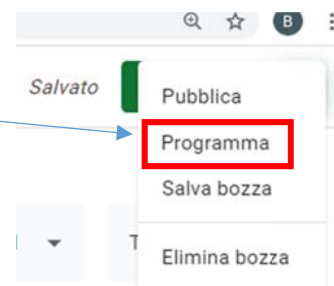 B
Salvato
Pubblica
Programma
Salva bozza
T
Elimina bozza